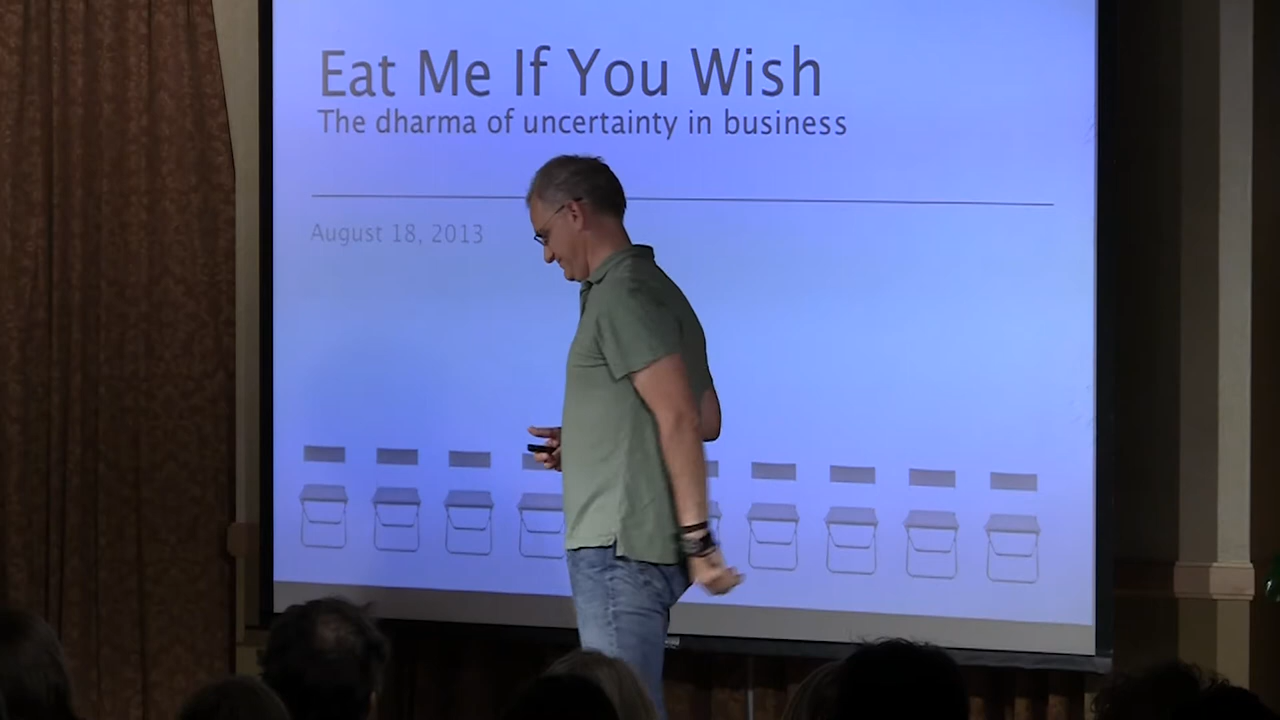 Eat Me If You Wish
The dharma of uncertainty in business
August 18, 2013